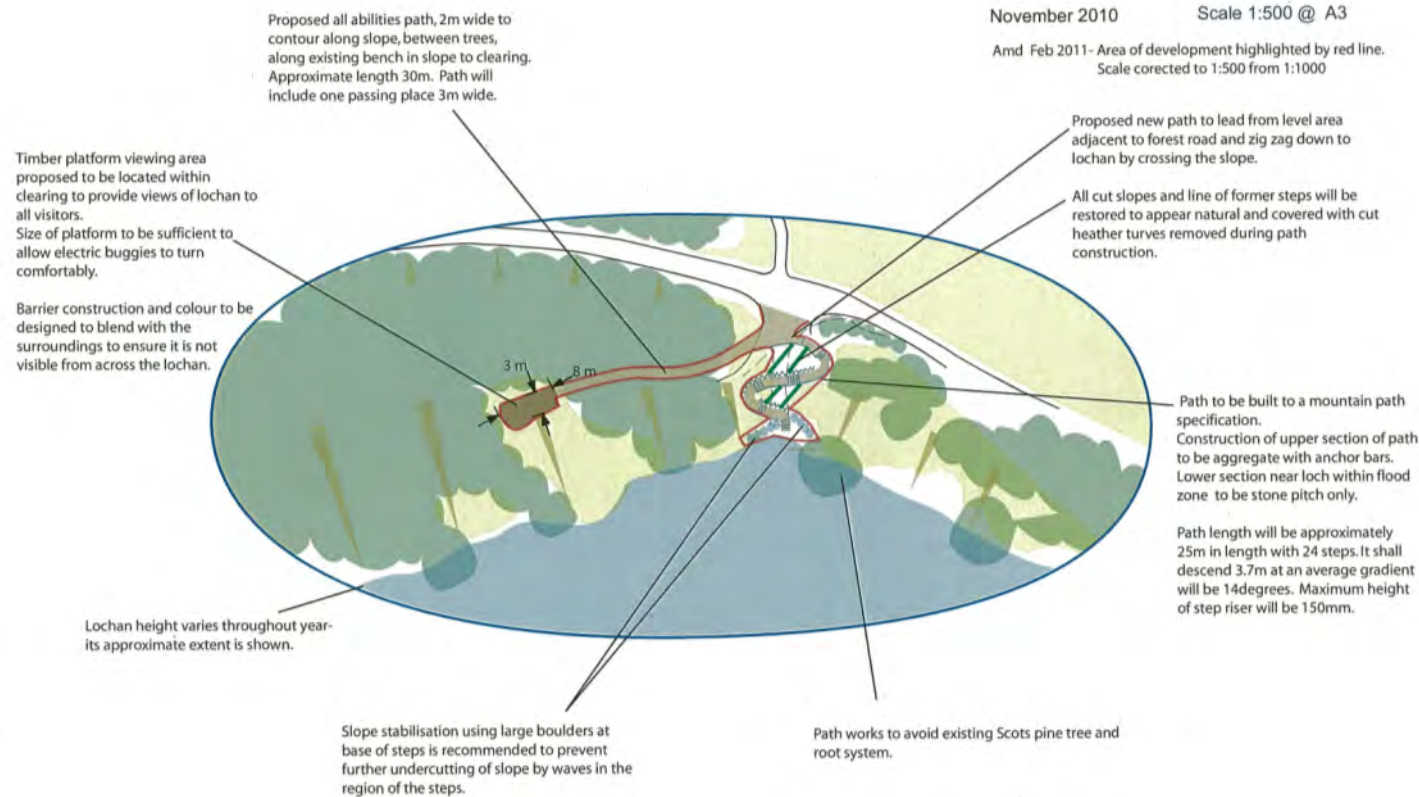 November 2010 Scale 1:500 @ A3
Amd Feb 2011- Area of development highlighted by red line.
Scale corected to 1:500 from 1:1000
Proposed all abilities path, 2m wide to
contour along slope, between trees,
along existing bench in slope to clearing.
Approximate length 30m. Path will
include one passing place 3m wide.
Timber platform viewing area
proposed to be located within
clearing to provide views of lochan to
all visitors.
Size of platform to be sufficient to
allow electric buggies to turn
comfortably.
Barrier construction and colour to be
designed to blend with the
surroundings to ensure it is not
visible from across the lochan.
Proposed new path to lead from level area
adjacent to forest road and zig zag down to
lochan by crossing the slope.
All cut slopes and line of former steps will be
restored to appear natural and covered with cut
heather turves removed during path
construction.
3 m
8 m
Path to be built to a mountain path
specification.
Construction of upper section of path
to be aggregate with anchor bars.
Lower section near loch within flood
zone to be stone pitch only.
Path length will be approximately
25m in length with 24 steps. It shall
descend 3.7m at an average gradient
will be 14degrees. Maximum height
of step riser will be 150mm.
Lochan height varies throughout year-
its approximate extent is shown.
Slope stabilisation using large boulders at
base of steps is recommended to prevent
further undercutting of slope by waves in the
region of the steps.
Path works to avoid existing Scots pine tree and
root system.